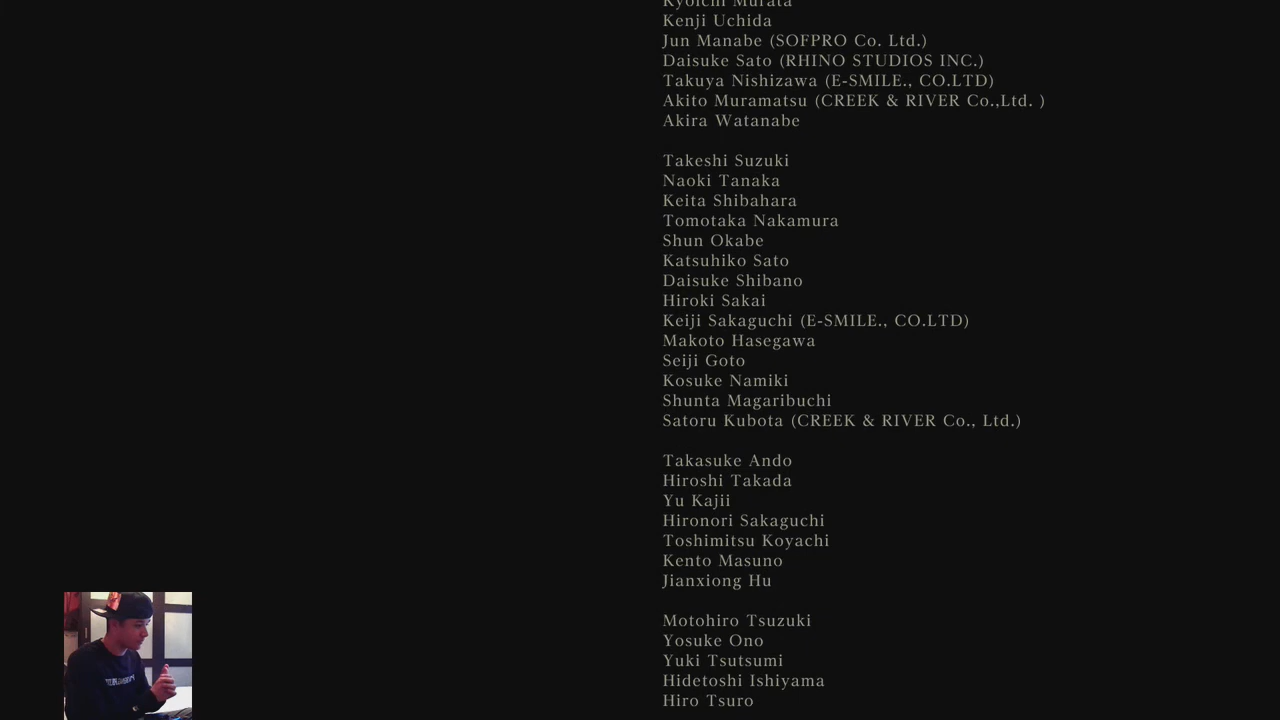 Kyoichi Murata
Kenji Uchida
Jun Manabe (SOFPRO Co. Ltd.)
Daisuke Sato (RHINO STUDIOS INC.)
Takuya Nishizawa (E-SMILE., CO.LTD)
Akito Muramatsu (CREEK & RIVER Co.,Ltd. )
Akira Watanabe
Takeshi Suzuki
Naoki Tanaka
Keita Shibahara
Tomotaka Nakamura
Shun Okabe
Katsuhiko Sato
Daisuke Shibano
Hiroki Sakai
Keiji Sakaguchi (E-SMILE., CO.LTD)
Makoto Hasegawa
Seiji Goto
Kosuke Namiki
Shunta Magaribuchi
Satoru Kubota (CREEK & RIVER Co., Ltd.)
Takasuke Ando
Hiroshi Takada
Yu Kajii
Hironori Sakaguchi
Toshimitsu Koyachi
Kento Masuno
Jianxiong Hu
Motohiro Tsuzuki
Yosuke Ono
Yuki Tsutsumi
Hidetoshi Ishiyama
Hiro Tsuro